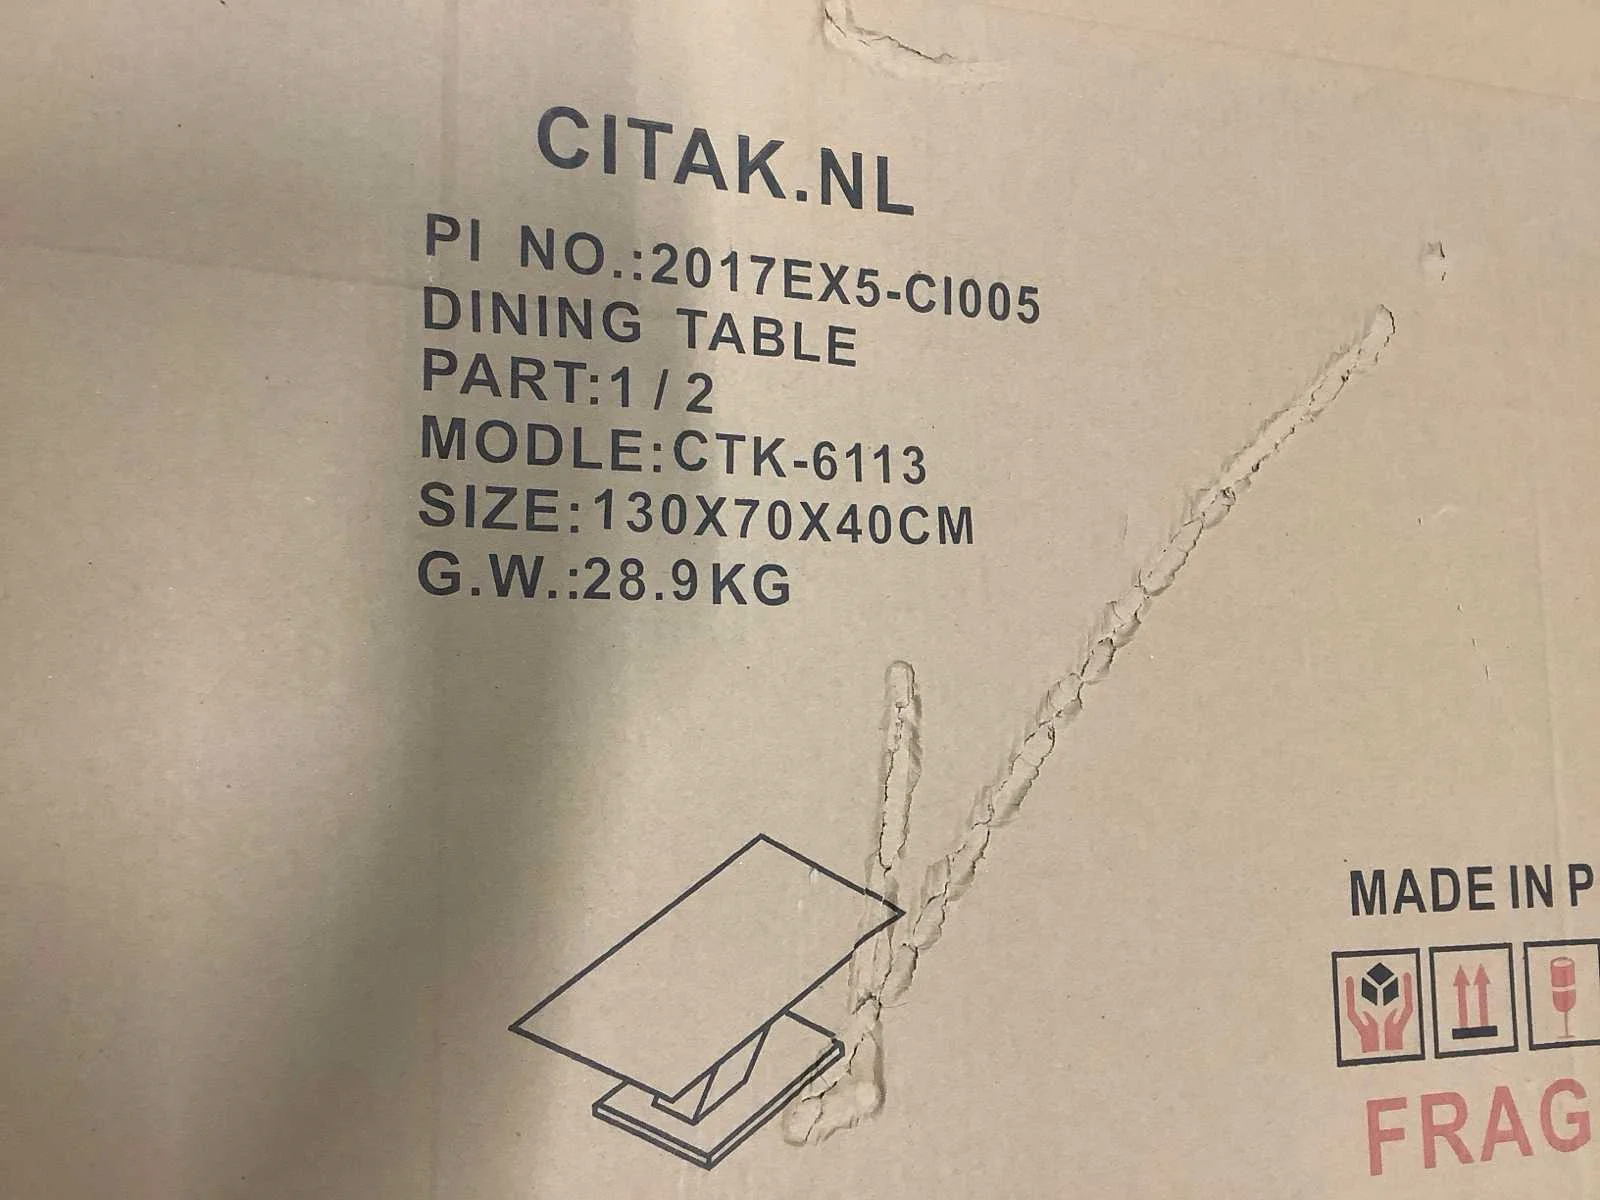 CITAK.NL
PI NO.:2017EX5-CI005
DINING TABLE
PART:1/2
MODLE:CTK-6113
SIZE:130X70X40CM
G.W.:28.9KG
MADE IN P
FRAG